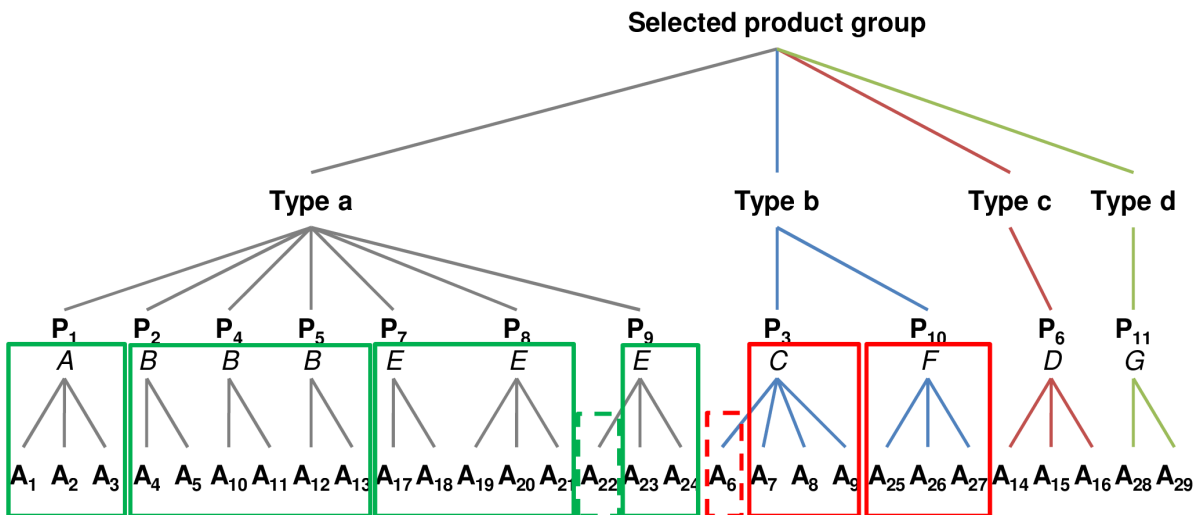 Selected product group
Type a Type b Type c Type d
P1 P2 P4 P5 P7 P8 P9 P3 P10 P6 P11
A B B B E E E C F D G
A1 A2 A3 A4 A5 A10 A11 A12 A13 A17 A18 A19 A20 A21 A22 A23 A24 A6 A7 A8 A9 A25 A26 A27 A14 A15 A16 A28 A29